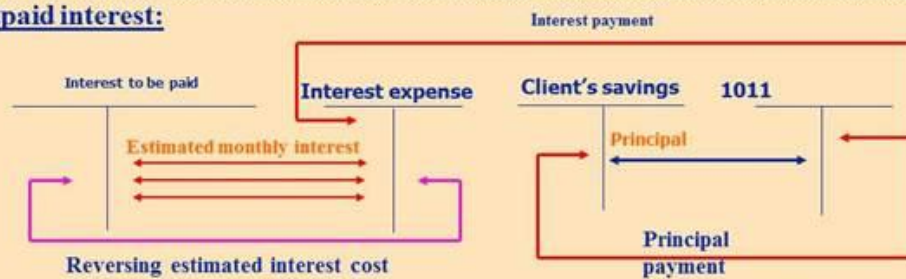 paid interest:
Interest payment
Interest to be paid
Interest expense
Client's savings
1011
Estimated monthly interest
Principal
Reversing estimated interest cost
Principal
payment